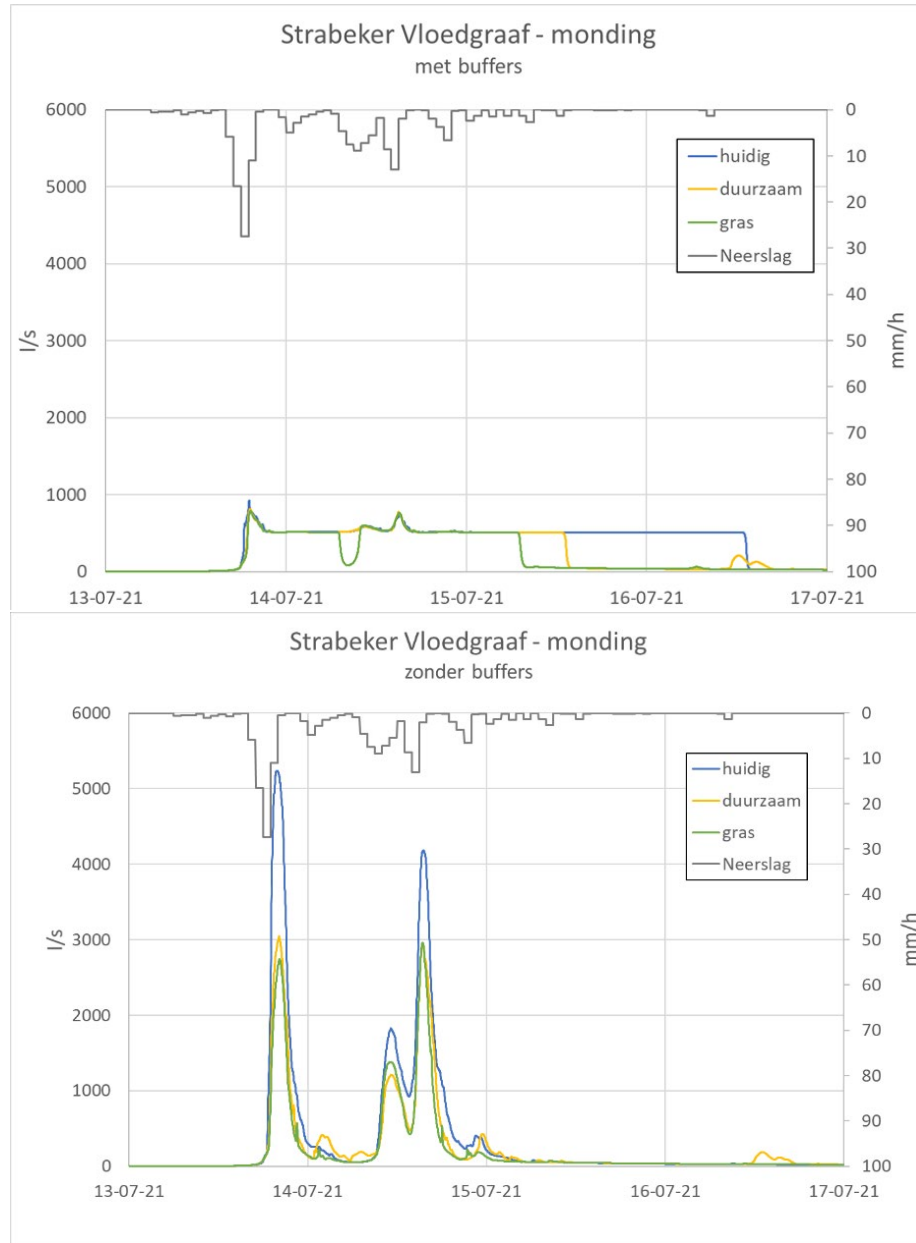 Strabeker Vloedgraaf - monding
met buffers
6000
5000
4000
3000
2000
1000
0
l/s
0
10
20
30
40
50
60
70
80
90
100
mm/h
huidig
duurzaam
gras
Neerslag
13-07-21
14-07-21
15-07-21
16-07-21
17-07-21
Strabeker Vloedgraaf - monding
zonder buffers
6000
5000
4000
3000
2000
1000
0
l/s
0
10
20
30
40
50
60
70
80
90
100
mm/h
huidig
duurzaam
gras
Neerslag
13-07-21
14-07-21
15-07-21
16-07-21
17-07-21